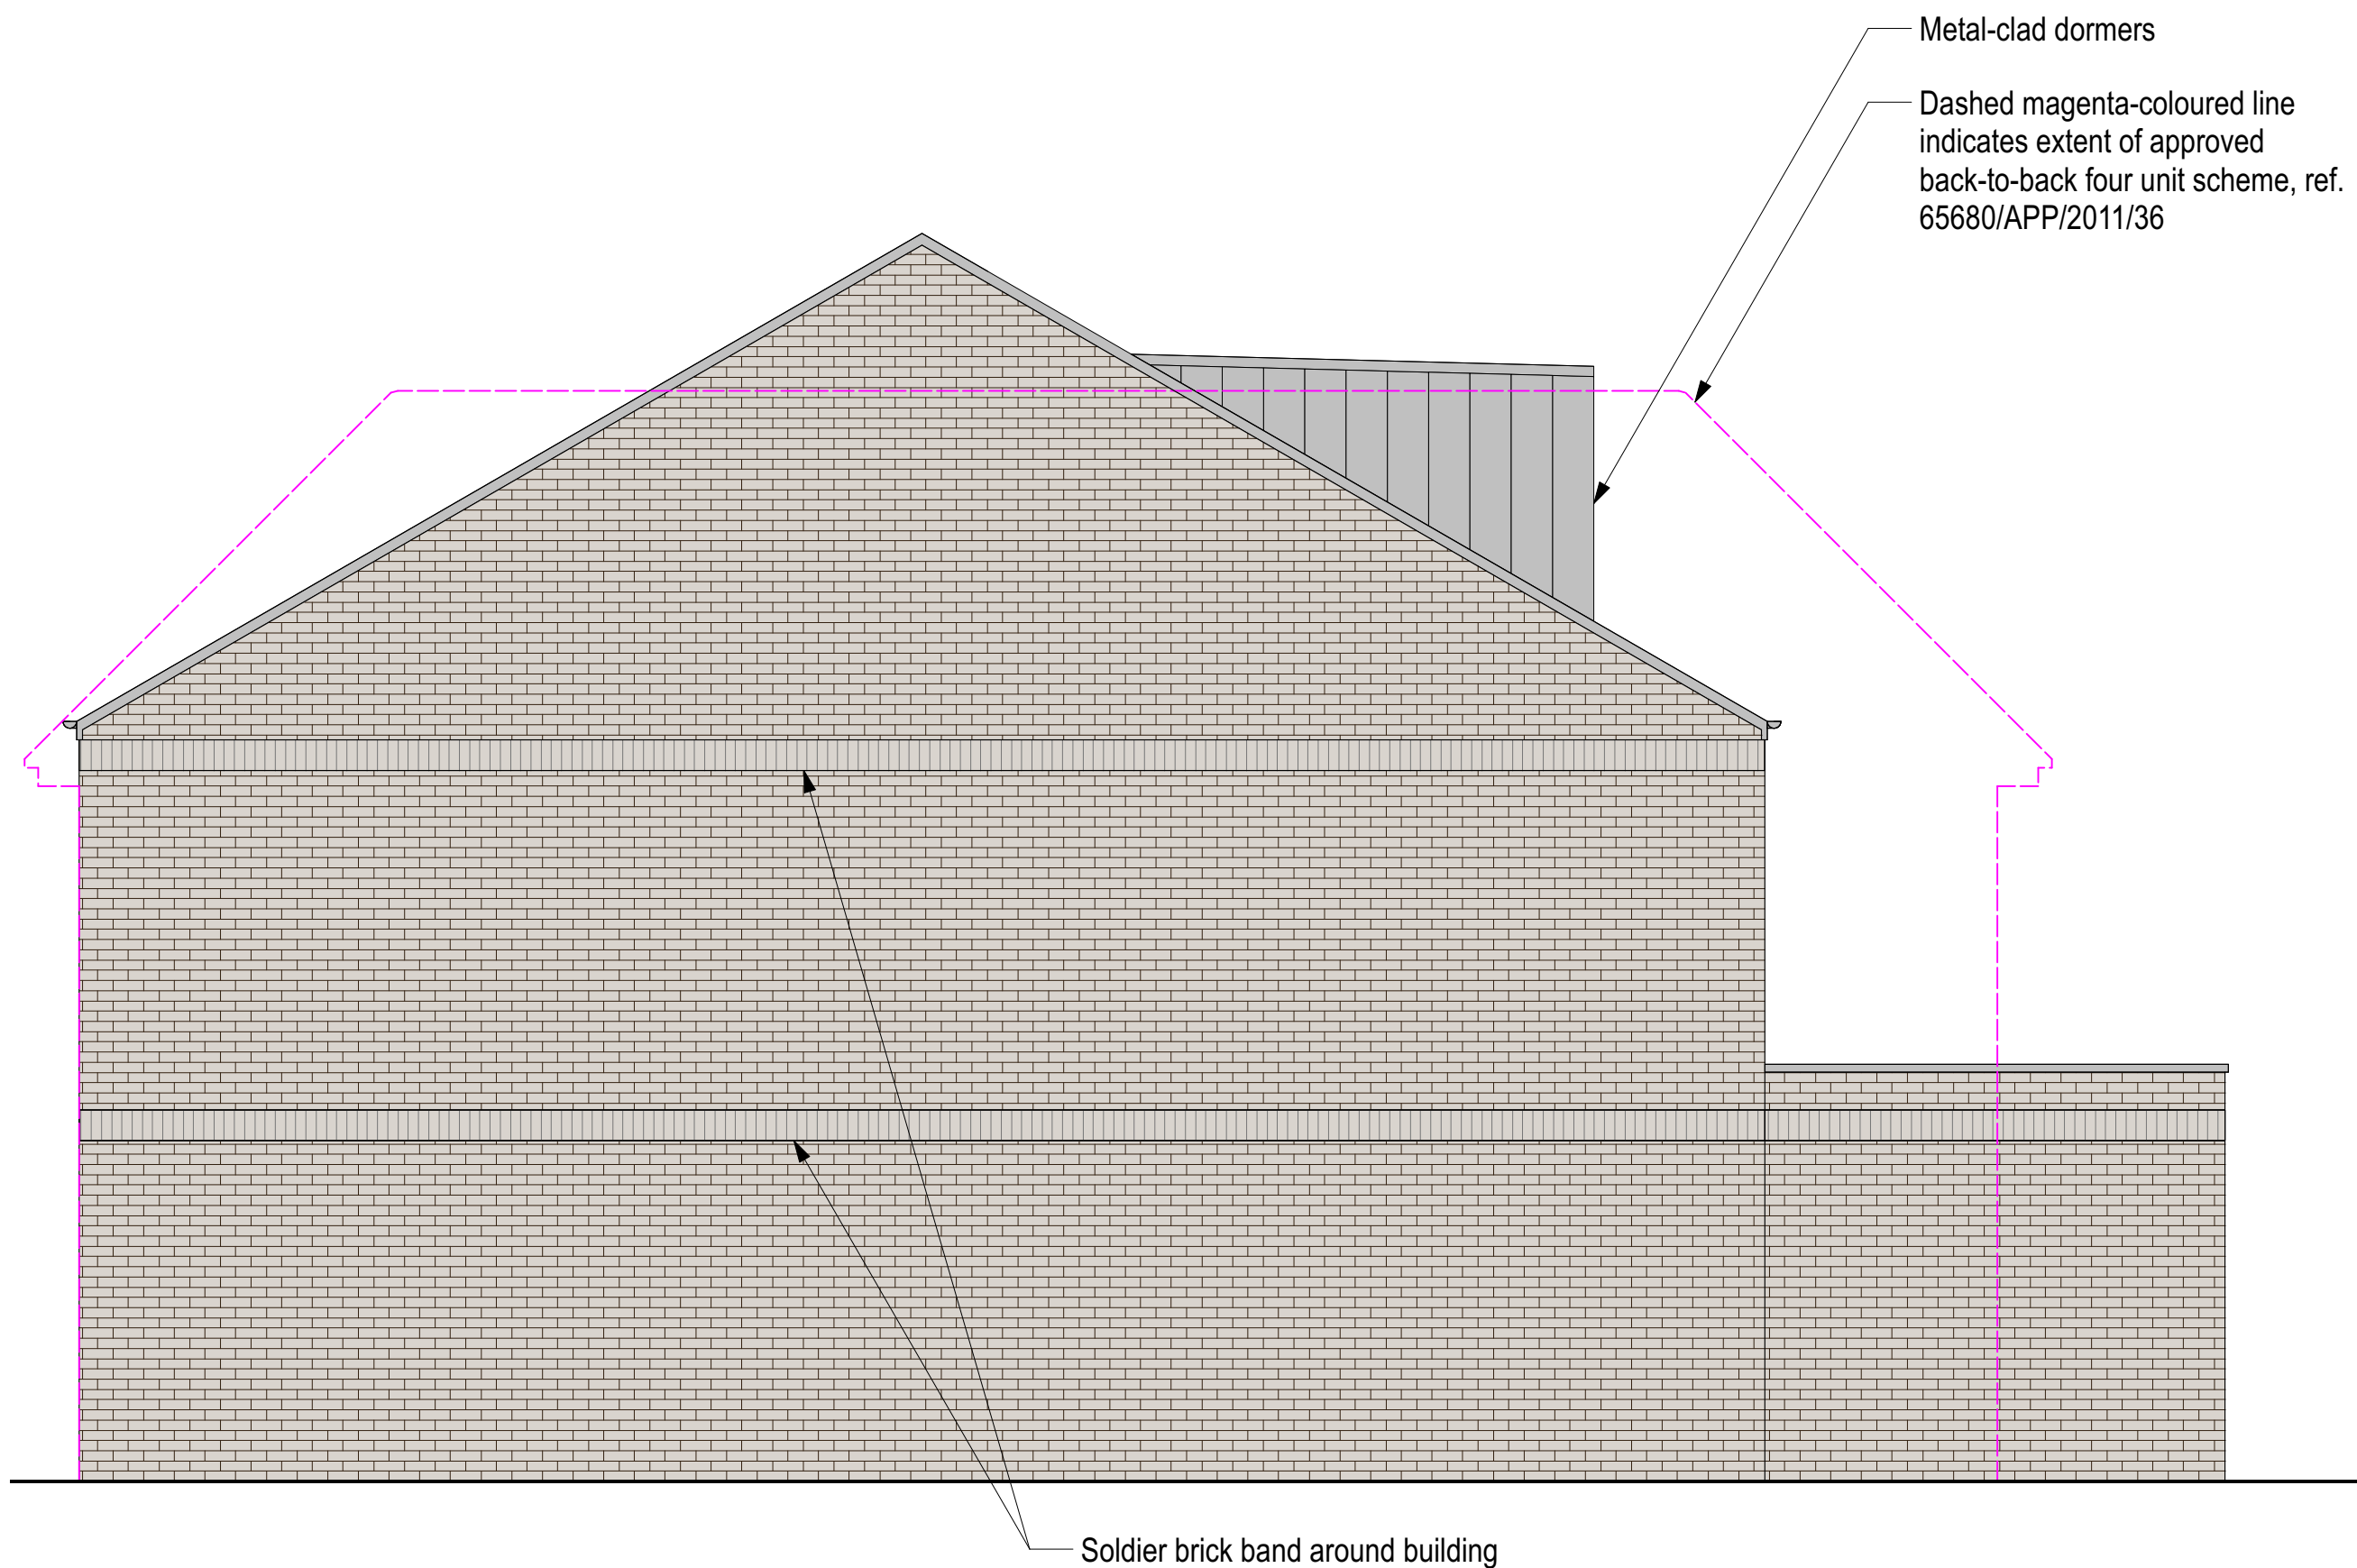 Metal-clad dormers
Dashed magenta-coloured line
indicates extent of approved
back-to-back four unit scheme, ref.
65680/APP/2011/36
Soldier brick band around building